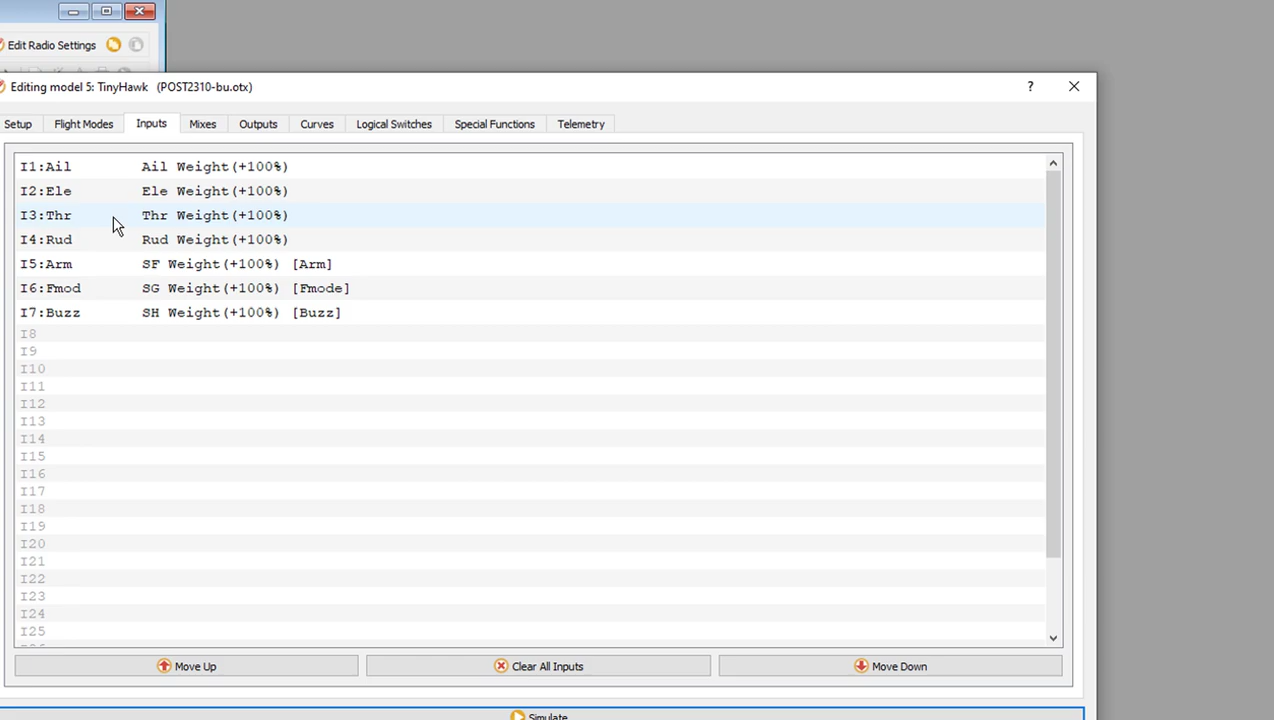 Edit Radio Settings
Editing model 5: TinyHawk (POST2310-bu.otx)
?
Setup Flight Modes Inputs Mixes Outputs Curves Logical Switches Special Functions Telemetry
I1:Ail Ail Weight(+100%)
I2:Ele Ele Weight(+100%)
I3:Thr Thr Weight(+100%)
I4:Rud Rud Weight(+100%)
I5:Arm SF Weight(+100%) [Arm]
I6:Fmod SG Weight(+100%) [Fmode]
I7:Buzz SH Weight(+100%) [Buzz]
I8
I9
I10
I11
I12
I13
I14
I15
I16
I17
I18
I19
I20
I21
I22
I23
I24
I25
Move Up Clear All Inputs Move Down
Simulate